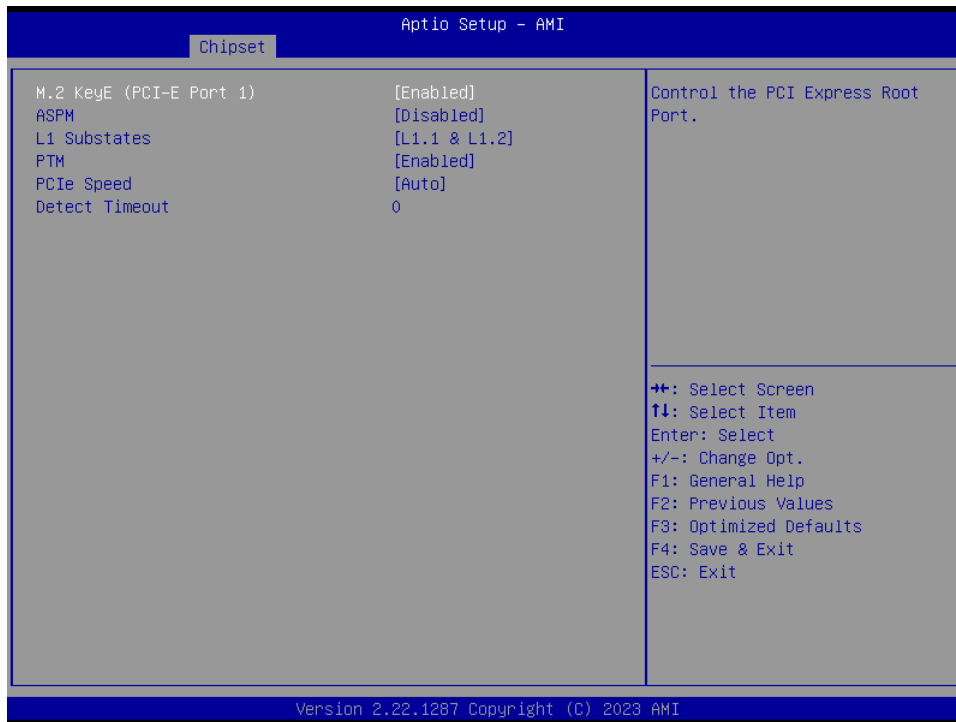 Aptio Setup – AMI
Chipset
M.2 KeyE (PCI-E Port 1) [Enabled]
ASPM [Disabled]
L1 Substates [L1.1 & L1.2]
PTM [Enabled]
PCIe Speed [Auto]
Detect Timeout 0
Control the PCI Express Root
Port.
→←: Select Screen
↑↓: Select Item
Enter: Select
+/-: Change Opt.
F1: General Help
F2: Previous Values
F3: Optimized Defaults
F4: Save & Exit
ESC: Exit
Version 2.22.1287 Copyright (C) 2023 AMI